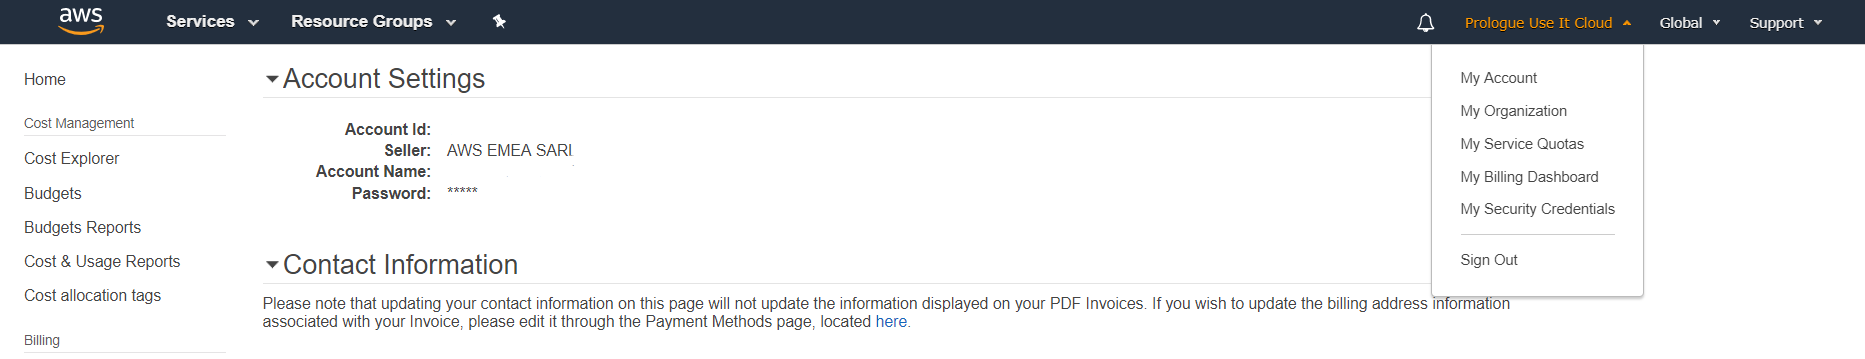 aws Services Resource Groups Prologue Use It Cloud Global Support
Home
Cost Management
Cost Explorer
Budgets
Budgets Reports
Cost & Usage Reports
Cost allocation tags
Billing
Account Settings
Account Id:
Seller: AWS EMEA SARL
Account Name:
Password: *****
Contact Information
Please note that updating your contact information on this page will not update the information displayed on your PDF Invoices. If you wish to update the billing address information
associated with your Invoice, please edit it through the Payment Methods page, located here.
My Account
My Organization
My Service Quotas
My Billing Dashboard
My Security Credentials
Sign Out